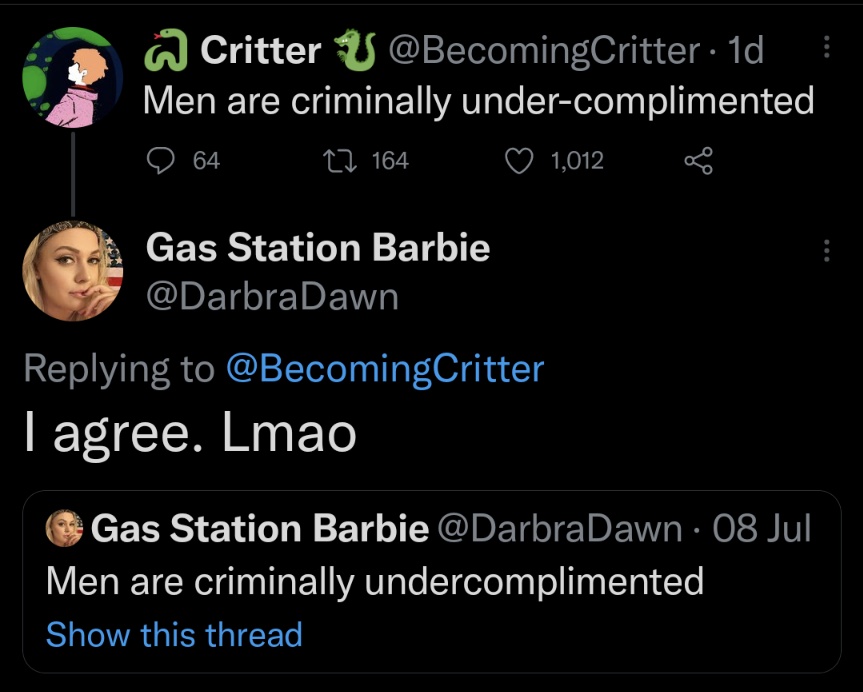 🐍 Critter 🐉 @BecomingCritter · 1d
Men are criminally under-complimented
64 164 1,012
Gas Station Barbie
@DarbraDawn
Replying to @BecomingCritter
I agree. Lmao
Gas Station Barbie @DarbraDawn · 08 Jul
Men are criminally undercomplimented
Show this thread